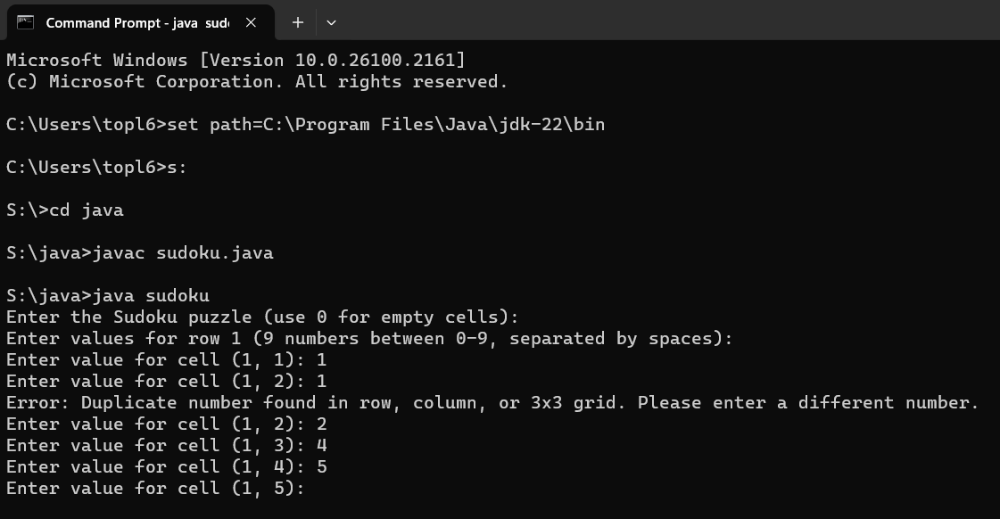 Command Prompt - java sud
Microsoft Windows [Version 10.0.26100.2161]
(c) Microsoft Corporation. All rights reserved.
C:\Users\topl6>set path=C:\Program Files\Java\jdk-22\bin
C:\Users\topl6>s:
S:\>cd java
S:\java>javac sudoku.java
S:\java>java sudoku
Enter the Sudoku puzzle (use 0 for empty cells):
Enter values for row 1 (9 numbers between 0-9, separated by spaces):
Enter value for cell (1, 1): 1
Enter value for cell (1, 2): 1
Error: Duplicate number found in row, column, or 3x3 grid. Please enter a different number.
Enter value for cell (1, 2): 2
Enter value for cell (1, 3): 4
Enter value for cell (1, 4): 5
Enter value for cell (1, 5):